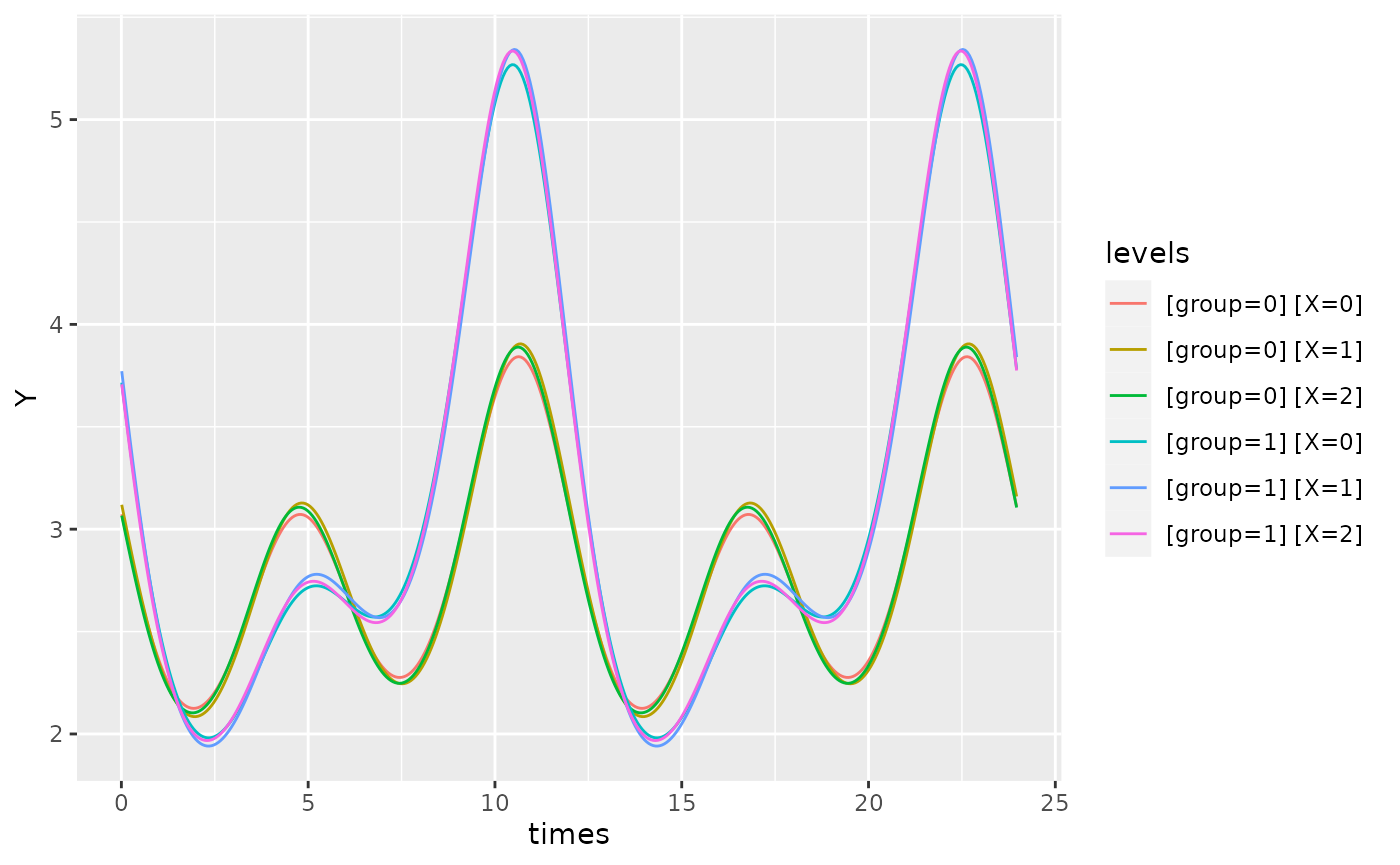 5
4
3
2
Y
0 5 10 15 20 25
times
levels
[group=0] [X=0]
[group=0] [X=1]
[group=0] [X=2]
[group=1] [X=0]
[group=1] [X=1]
[group=1] [X=2]